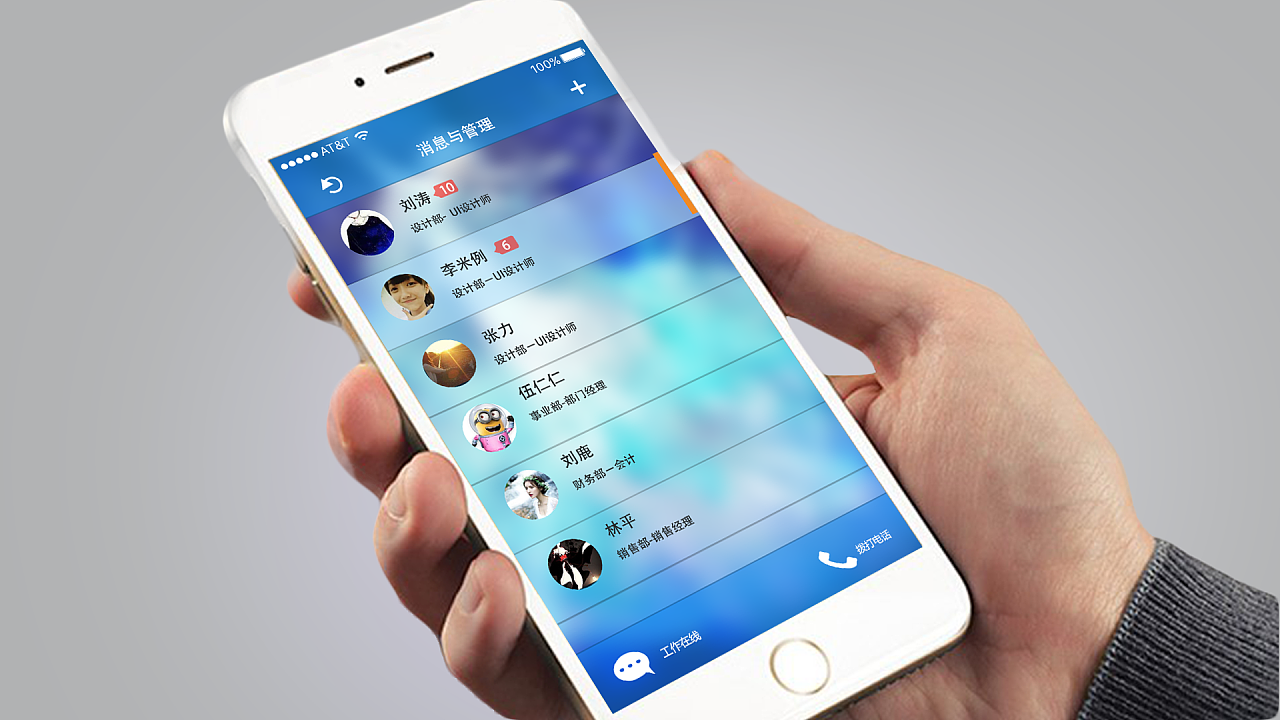 AT&T 100%
消息与管理
刘涛 10
设计部- UI设计师
李米例 6
设计部-UI设计师
张力
设计部-UI设计师
伍仁仁
事业部-部门经理
刘鹿
财务部-会计
林平
销售部-销售经理
工作在线
拨打电话